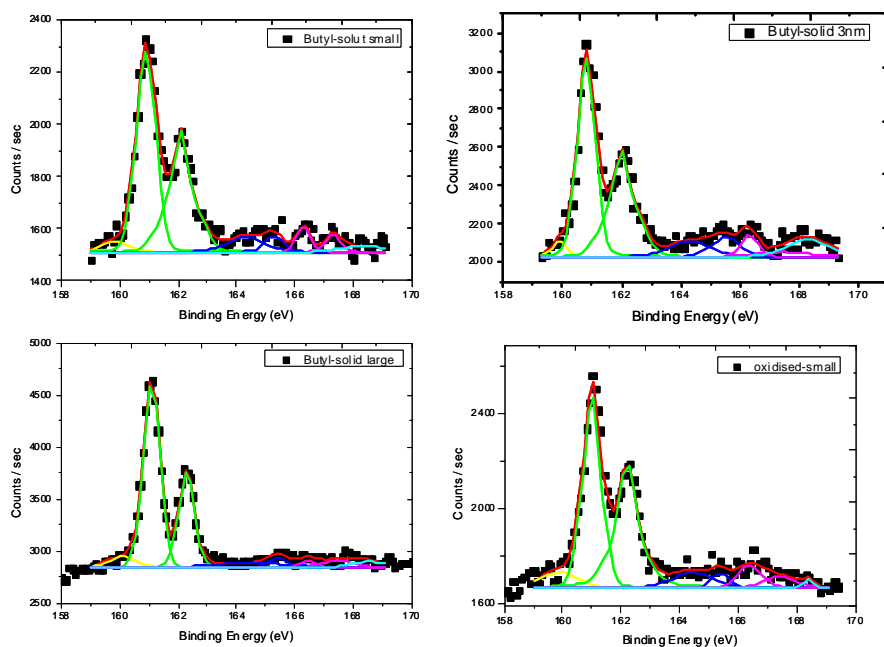 2400
2200
2000
1800
1600
1400
Counts / sec
Butyl-solut small
158 160 162 164 166 168 170
Binding Energy (eV)
3200
3000
2800
2600
2400
2200
2000
Counts / sec
Butyl-solid 3nm
158 160 162 164 166 168 170
Binding Energy (eV)
5000
4500
4000
3500
3000
2500
Counts / sec
Butyl-solid large
158 160 162 164 166 168 170
Binding Energy (eV)
2400
2000
1600
Counts / sec
oxidised-small
158 160 162 164 166 168 170
Binding Energy (eV)